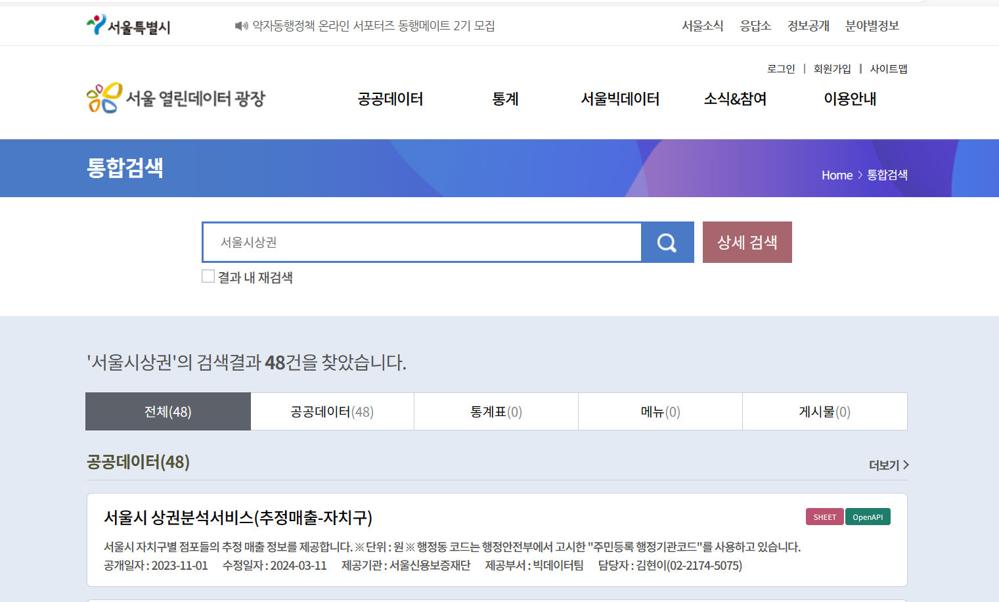 서울특별시
약자동행정책 온라인 서포터즈 동행메이트 2기 모집
서울소식 응답소 정보공개 분야별정보
로그인 | 회원가입 | 사이트맵
서울 열린데이터 광장
공공데이터 통계 서울빅데이터 소식&참여 이용안내
통합검색
Home > 통합검색
서울시상권
상세 검색
결과 내 재검색
'서울시상권'의 검색결과 48건을 찾았습니다.
전체(48) 공공데이터(48) 통계표(0) 메뉴(0) 게시물(0)
공공데이터(48)
더보기 >
서울시 상권분석서비스(추정매출-자치구)
SHEET OpenAPI
서울시 자치구별 점포들의 추정 매출 정보를 제공합니다. ※ 단위 : 원 ※ 행정동 코드는 행정안전부에서 고시한 "주민등록 행정기관코드"를 사용하고 있습니다.
공개일자 : 2023-11-01 수정일자 : 2024-03-11 제공기관 : 서울신용보증재단 제공부서 : 빅데이터팀 담당자 : 김현이(02-2174-5075)